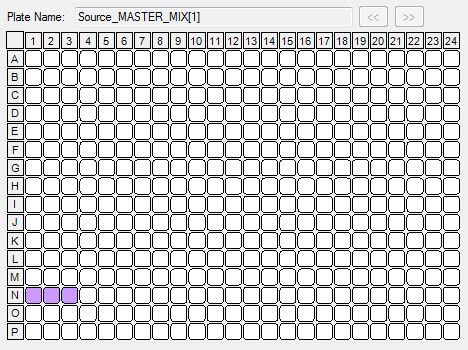 Plate Name: Source_MASTER_MIX[1] << >>
1 2 3 4 5 6 7 8 9 10 11 12 13 14 15 16 17 18 19 20 21 22 23 24
A
B
C
D
E
F
G
H
I
J
K
L
M
N
O
P